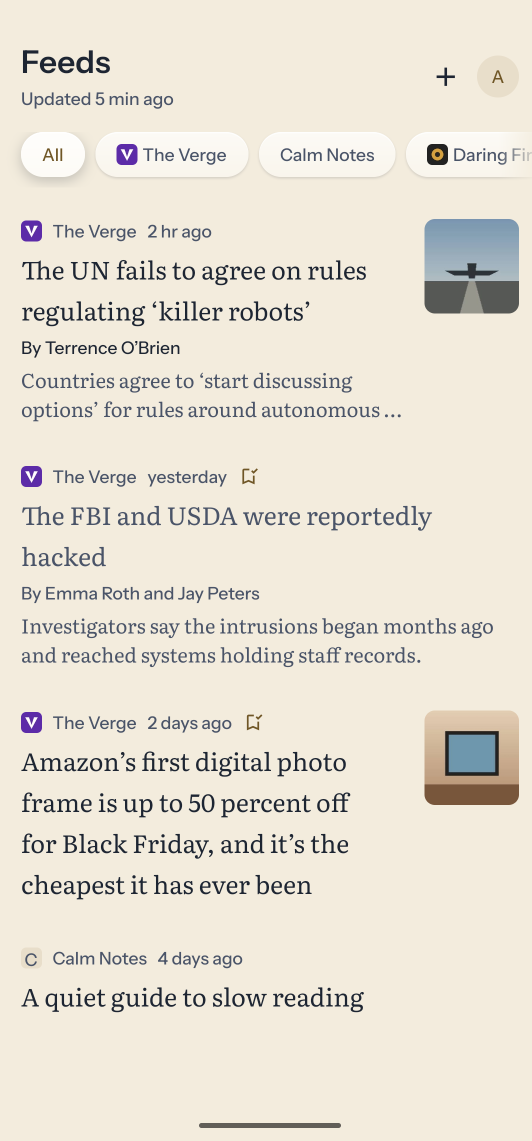 Feeds
Updated 5 min ago
A
All
The Verge
Calm Notes
Daring Fir
The Verge 2 hr ago
The UN fails to agree on rules
regulating ‘killer robots’
By Terrence O’Brien
Countries agree to ‘start discussing
options’ for rules around autonomous ...
The Verge yesterday
The FBI and USDA were reportedly
hacked
By Emma Roth and Jay Peters
Investigators say the intrusions began months ago
and reached systems holding staff records.
The Verge 2 days ago
Amazon’s first digital photo
frame is up to 50 percent off
for Black Friday, and it’s the
cheapest it has ever been
C Calm Notes 4 days ago
A quiet guide to slow reading